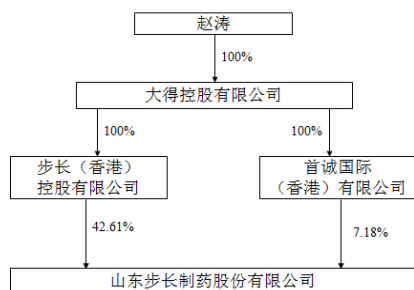 赵涛
100%
大得控股有限公司
100%
100%
步长（香港）
控股有限公司
首诚国际
（香港）有限公司
42.61%
7.18%
山东步长制药股份有限公司